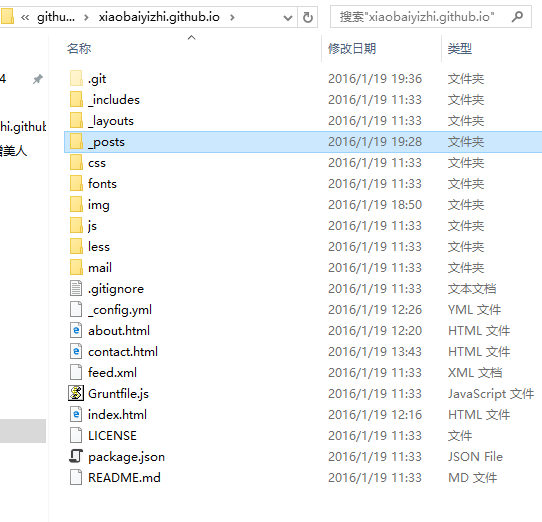 « githu... › xiaobaiyizhi.github.io › 搜索"xiaobaiyizhi.github.io"
名称 修改日期 类型
.git 2016/1/19 19:36 文件夹
_includes 2016/1/19 11:33 文件夹
_layouts 2016/1/19 11:33 文件夹
_posts 2016/1/19 19:28 文件夹
css 2016/1/19 11:33 文件夹
fonts 2016/1/19 11:33 文件夹
img 2016/1/19 18:50 文件夹
js 2016/1/19 11:33 文件夹
less 2016/1/19 11:33 文件夹
mail 2016/1/19 11:33 文件夹
.gitignore 2016/1/19 11:33 文本文档
_config.yml 2016/1/19 12:26 YML 文件
about.html 2016/1/19 12:20 HTML 文件
contact.html 2016/1/19 13:43 HTML 文件
feed.xml 2016/1/19 11:33 XML 文档
Gruntfile.js 2016/1/19 11:33 JavaScript 文件
index.html 2016/1/19 12:16 HTML 文件
LICENSE 2016/1/19 11:33 文件
package.json 2016/1/19 11:33 JSON File
README.md 2016/1/19 11:33 MD 文件
4
hi.github
美人